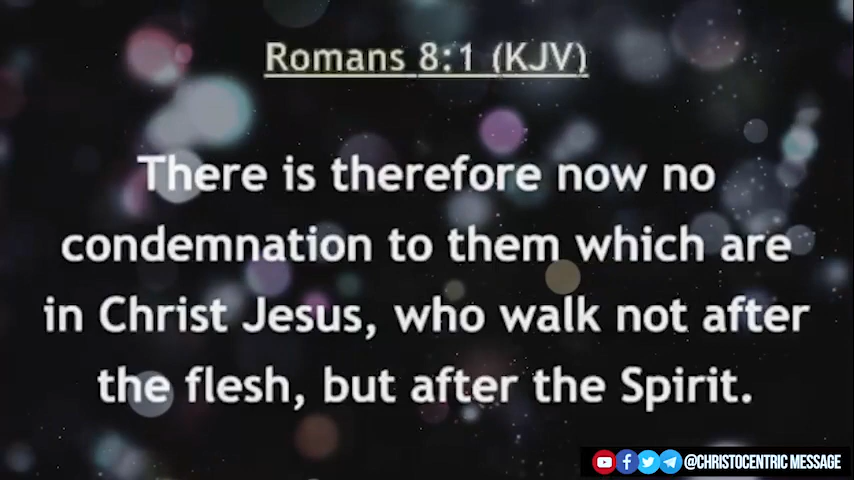 Romans 8:1 (KJV)
There is therefore now no
condemnation to them which are
in Christ Jesus, who walk not after
the flesh, but after the Spirit.
@CHRISTOCENTRIC MESSAGE